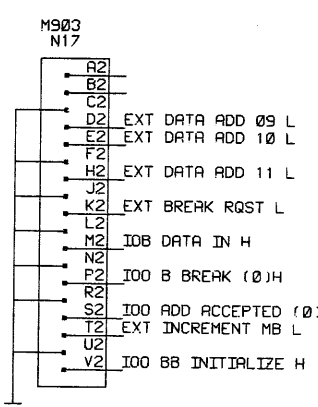 M903
N17
A2
B2
C2
D2 EXT DATA ADD 09 L
E2 EXT DATA ADD 10 L
F2
H2 EXT DATA ADD 11 L
J2
K2 EXT BREAK RQST L
L2
M2 IOB DATA IN H
N2
P2 IOO B BREAK (0)H
R2
S2 IOO ADD ACCEPTED (0)
T2 EXT INCREMENT MB L
U2
V2 IOO BB INITIALIZE H